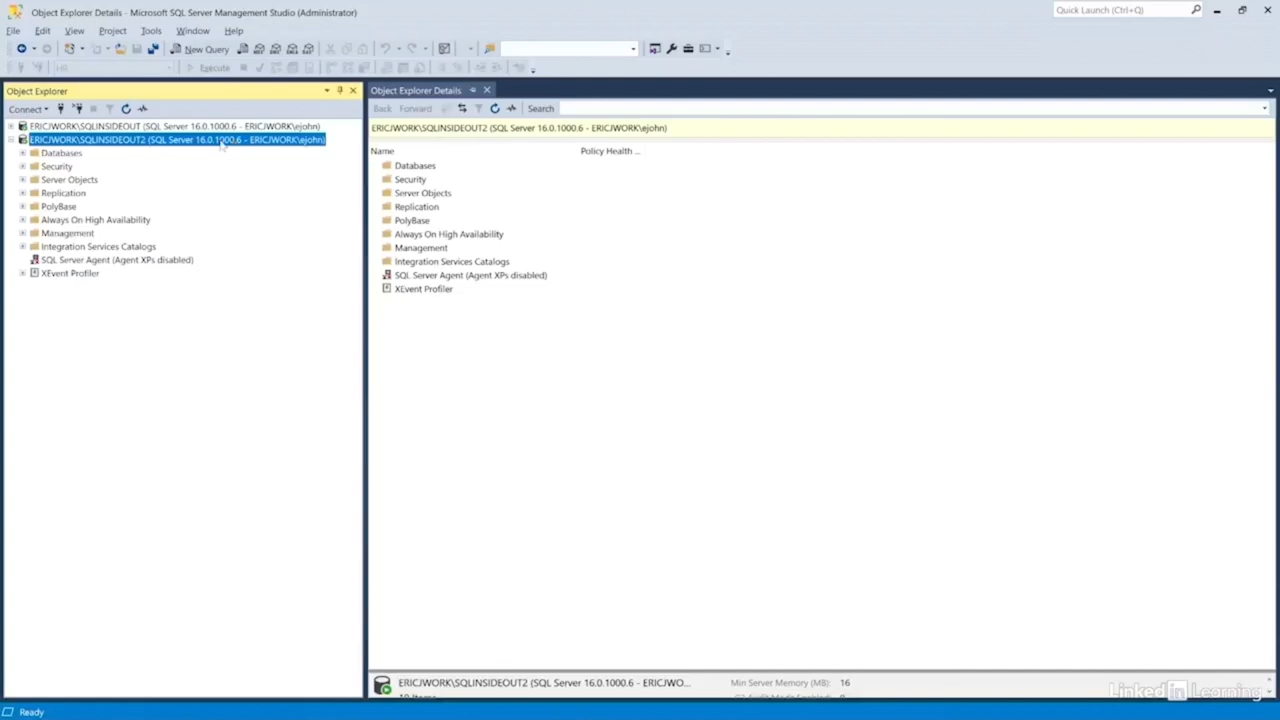 Object Explorer Details - Microsoft SQL Server Management Studio (Administrator)
Quick Launch (Ctrl+Q)
File Edit View Project Tools Window Help
New Query
HR
Execute
Object Explorer
Object Explorer Details
Connect
Back Forward Search
ERICJWORK\SQLINSIDEOUT (SQL Server 16.0.1000.6 - ERICJWORK\ejohn)
ERICJWORK\SQLINSIDEOUT2 (SQL Server 16.0.1000.6 - ERICJWORK\ejohn)
Databases
Security
Server Objects
Replication
PolyBase
Always On High Availability
Management
Integration Services Catalogs
SQL Server Agent (Agent XPs disabled)
XEvent Profiler
ERICJWORK\SQLINSIDEOUT2 (SQL Server 16.0.1000.6 - ERICJWORK\ejohn)
Name Policy Health ...
Databases
Security
Server Objects
Replication
PolyBase
Always On High Availability
Management
Integration Services Catalogs
SQL Server Agent (Agent XPs disabled)
XEvent Profiler
ERICJWORK\SQLINSIDEOUT2 (SQL Server 16.0.1000.6 - ERICJWO... Min Server Memory (MB): 16
LinkedIn Learning
Ready